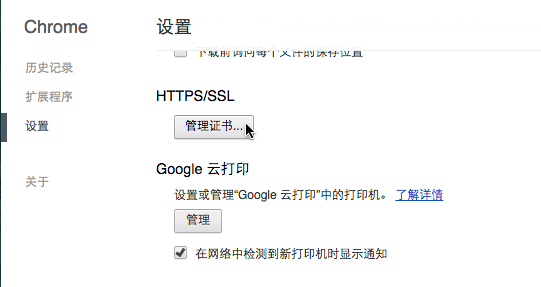 Chrome
设置
历史记录
扩展程序
设置
关于
下载前询问每个文件的保存位置
HTTPS/SSL
管理证书...
Google 云打印
设置或管理“Google 云打印”中的打印机。 了解详情
管理
在网络中检测到新打印机时显示通知